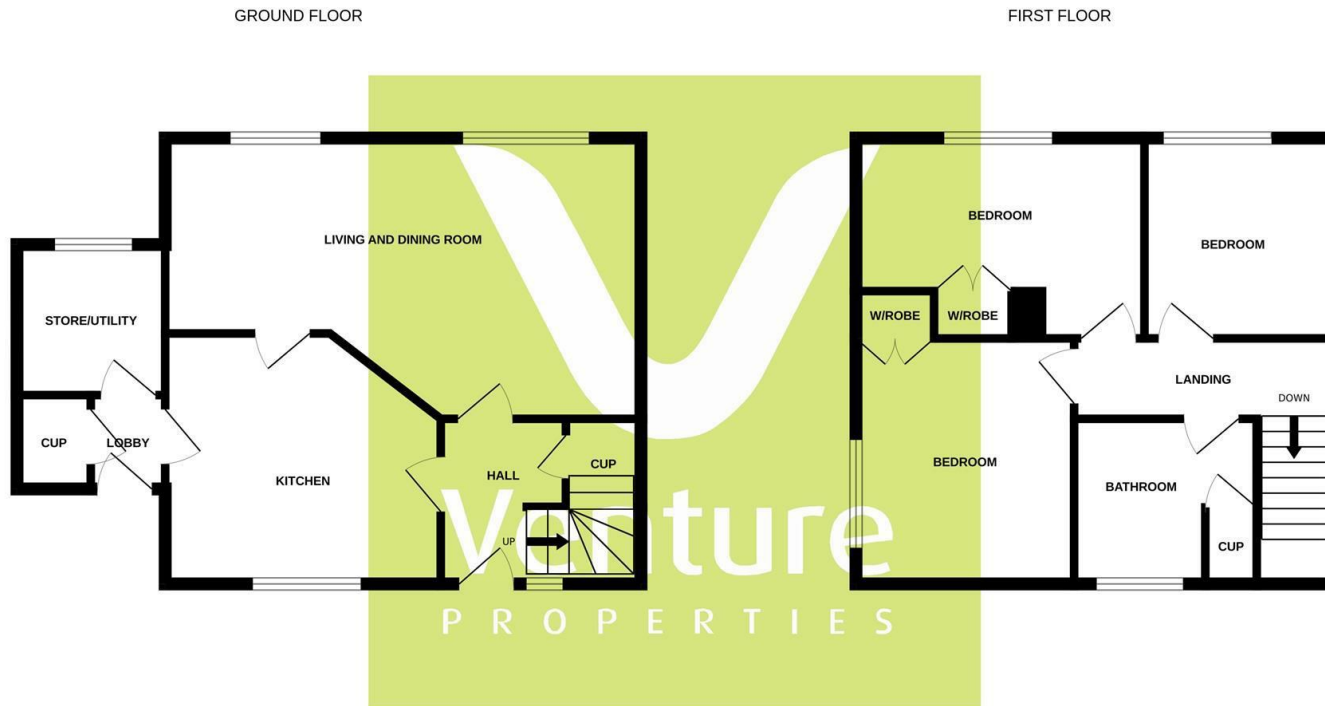 GROUND FLOOR
LIVING AND DINING ROOM
STORE/UTILITY
CUP
LOBBY
KITCHEN
HALL
CUP
UP
FIRST FLOOR
BEDROOM
BEDROOM
W/ROBE
W/ROBE
LANDING
DOWN
BEDROOM
BATHROOM
CUP
Venture
PROPERTIES